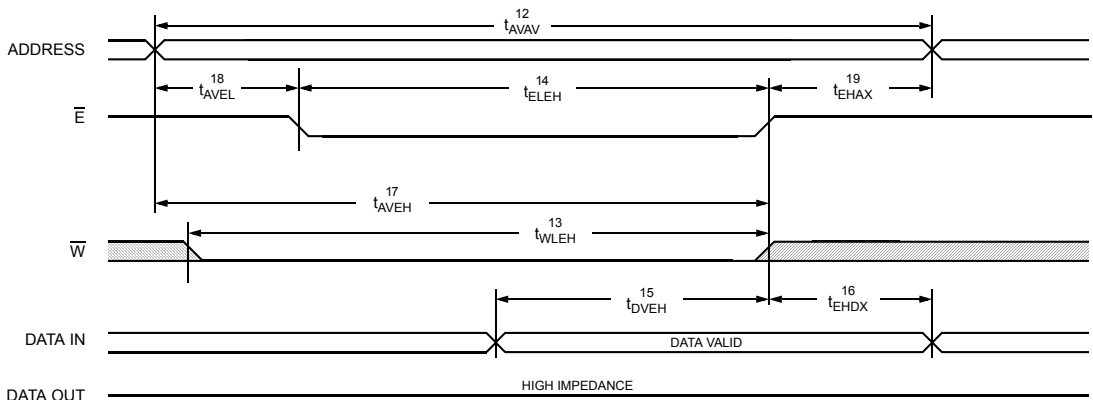 12
tAVAV
ADDRESS
18
tAVEL
14
tELEH
19
tEHAX
E
17
tAVEH
13
tWLEH
W
15
tDVEH
16
tEHDX
DATA IN
DATA VALID
HIGH IMPEDANCE
DATA OUT